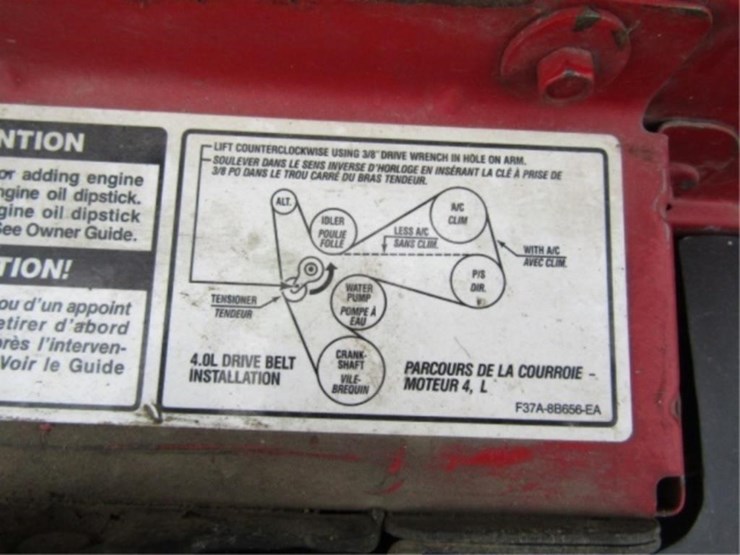 NTION
or adding engine
ngine oil dipstick.
gine oil dipstick
See Owner Guide.
TION!
ou d'un appoint
etirer d'abord
rès l'interven-
Voir le Guide
LIFT COUNTERCLOCKWISE USING 3/8" DRIVE WRENCH IN HOLE ON ARM.
SOULEVER DANS LE SENS INVERSE D'HORLOGE EN INSÉRANT LA CLÉ À PRISE DE
3/8 PO DANS LE TROU CARRÉ DU BRAS TENDEUR.
ALT.
IDLER
POULIE
FOLLE
A/C
CLIM
LESS A/C
SANS CLIM.
WITH A/C
AVEC CLIM.
P/S
DIR.
TENSIONER
TENDEUR
WATER
PUMP
POMPE À
EAU
CRANK-
SHAFT
VILE-
BREQUIN
4.0L DRIVE BELT
INSTALLATION
PARCOURS DE LA COURROIE -
MOTEUR 4, L
F37A-8B656-EA